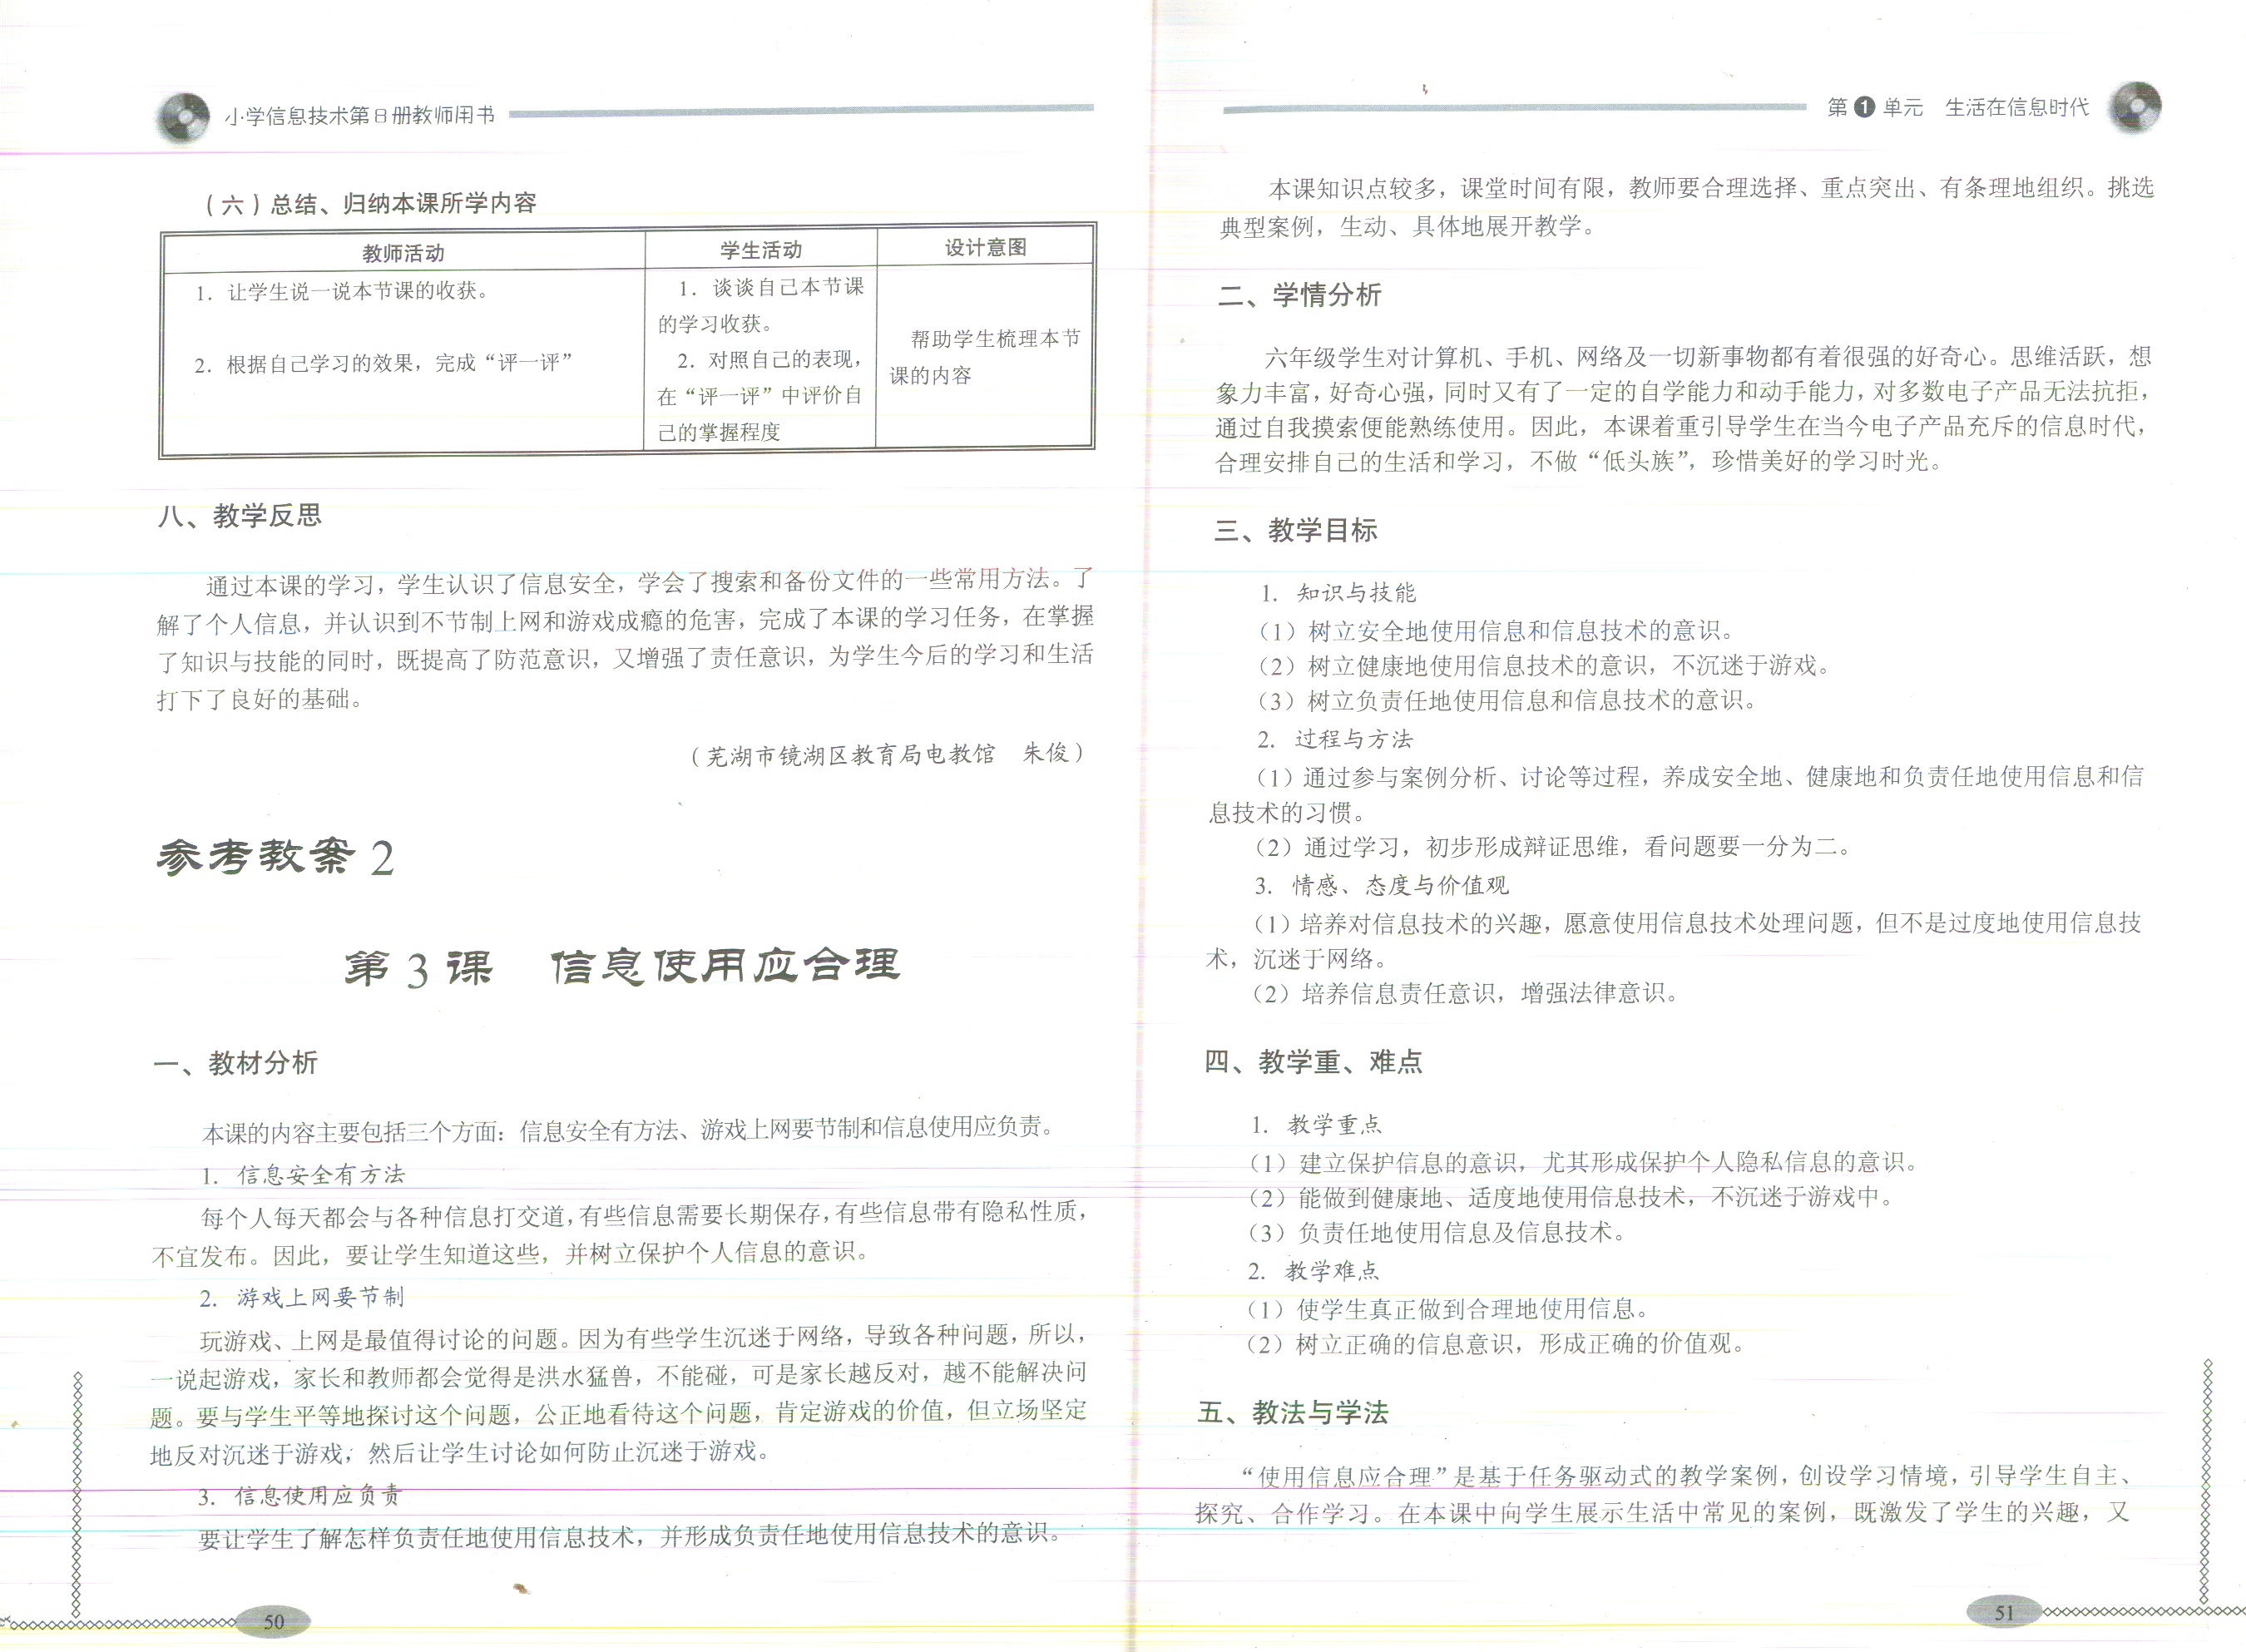 小学信息技术第8册教师用书
（六）总结、归纳本课所学内容
教师活动
学生活动
设计意图
1. 让学生说一说本节课的收获。
2. 根据自己学习的效果，完成“评一评”
1. 谈谈自己本节课
的学习收获。
2. 对照自己的表现，
在“评一评”中评价自
己的掌握程度
帮助学生梳理本节
课的内容
八、教学反思
通过本课的学习，学生认识了信息安全，学会了搜索和备份文件的一些常用方法。了
解了个人信息，并认识到不节制上网和游戏成瘾的危害，完成了本课的学习任务，在掌握
了知识与技能的同时，既提高了防范意识，又增强了责任意识，为学生今后的学习和生活
打下了良好的基础。
（芜湖市镜湖区教育局电教馆　朱俊）
参考教案 2
第 3 课　信息使用应合理
一、教材分析
本课的内容主要包括三个方面：信息安全有方法、游戏上网要节制和信息使用应负责。
1. 信息安全有方法
每个人每天都会与各种信息打交道，有些信息需要长期保存，有些信息带有隐私性质，
不宜发布。因此，要让学生知道这些，并树立保护个人信息的意识。
2. 游戏上网要节制
玩游戏、上网是最值得讨论的问题。因为有些学生沉迷于网络，导致各种问题，所以，
一说起游戏，家长和教师都会觉得是洪水猛兽，不能碰，可是家长越反对，越不能解决问
题。要与学生平等地探讨这个问题，公正地看待这个问题，肯定游戏的价值，但立场坚定
地反对沉迷于游戏；然后让学生讨论如何防止沉迷于游戏。
3. 信息使用应负责
要让学生了解怎样负责任地使用信息技术，并形成负责任地使用信息技术的意识。
50
第1单元　生活在信息时代
本课知识点较多，课堂时间有限，教师要合理选择、重点突出、有条理地组织。挑选
典型案例，生动、具体地展开教学。
二、学情分析
六年级学生对计算机、手机、网络及一切新事物都有着很强的好奇心。思维活跃，想
象力丰富，好奇心强，同时又有了一定的自学能力和动手能力，对多数电子产品无法抗拒，
通过自我摸索便能熟练使用。因此，本课着重引导学生在当今电子产品充斥的信息时代，
合理安排自己的生活和学习，不做“低头族”，珍惜美好的学习时光。
三、教学目标
1. 知识与技能
（1）树立安全地使用信息和信息技术的意识。
（2）树立健康地使用信息技术的意识，不沉迷于游戏。
（3）树立负责任地使用信息和信息技术的意识。
2. 过程与方法
（1）通过参与案例分析、讨论等过程，养成安全地、健康地和负责任地使用信息和信
息技术的习惯。
（2）通过学习，初步形成辩证思维，看问题要一分为二。
3. 情感、态度与价值观
（1）培养对信息技术的兴趣，愿意使用信息技术处理问题，但不是过度地使用信息技
术，沉迷于网络。
（2）培养信息责任意识，增强法律意识。
四、教学重、难点
1. 教学重点
（1）建立保护信息的意识，尤其形成保护个人隐私信息的意识。
（2）能做到健康地、适度地使用信息技术，不沉迷于游戏中。
（3）负责任地使用信息及信息技术。
2. 教学难点
（1）使学生真正做到合理地使用信息。
（2）树立正确的信息意识，形成正确的价值观。
五、教法与学法
“使用信息应合理”是基于任务驱动式的教学案例，创设学习情境，引导学生自主、
探究、合作学习。在本课中向学生展示生活中常见的案例，既激发了学生的兴趣，又
51